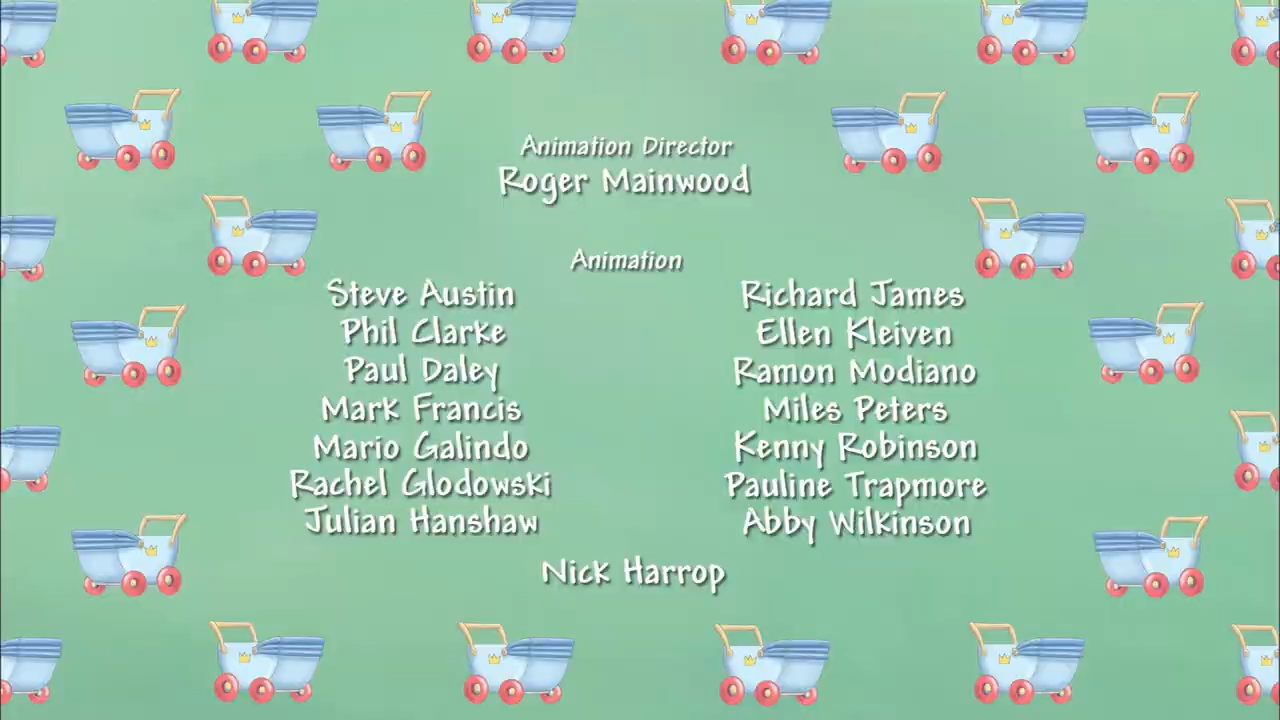 Animation Director
Roger Mainwood
Animation
Steve Austin
Phil Clarke
Paul Daley
Mark Francis
Mario Galindo
Rachel Glodowski
Julian Hanshaw
Richard James
Ellen Kleiven
Ramon Modiano
Miles Peters
Kenny Robinson
Pauline Trapmore
Abby Wilkinson
Nick Harrop